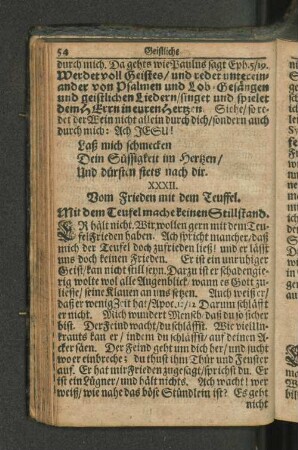 54 Geistliche
durch mich. Da gehts wie Paulus sagt Eph. 5/19.
Werdet voll Geistes/ und redet unterein-
ander von Psalmen und Lob-Gesängen
und geistlichen Liedern/ singet und spielet
dem HErrn in euren Hertzen. Siehe/ so re-
det der Wein nicht allein durch dich/ sondern auch
durch mich: Ach JESU!
Laß mich schmecken
Dein Süssigkeit im Hertzen/
Und dürsten stets nach dir.
XXXII.
Vom Frieden mit dem Teuffel.
Mit dem Teufel mache keinen Stillstand.
ER hält nicht. Wir wollen gern mit dem Teu-
fel Frieden haben. Ach spricht mancher/ daß
mich der Teufel doch zufrieden ließ! und er lässt
uns doch keinen Frieden. Er ist ein unruhiger
Geist/ kan nicht still seyn. Darzu ist er schadengie-
rig wolte wol alle Augenblick/ wann es Gott zu-
liesse/ seine Klauen an uns setzen. Auch weiß er/
daß er wenig Zeit hat/ Apoc. 12/12 Darum schläfft
er nicht. Mich wundert Mensch/ daß du so sicher
bist. Der Feind wacht/ du schläffst. Wie viel Un-
krauts kan er/ indem du schläffst/ auf deinen A-
cker säen. Der Feind geht um dich her/ und sucht
wo er einbreche: du thust ihm Thür und Fenster
auf. Er hat mir Frieden zugesagt/ sprichst du. Er
ist ein Lügner/ und hält nichts. Ach wacht! wer
weiß/ wie nahe das böse Stündlein ist? Es geht
nicht